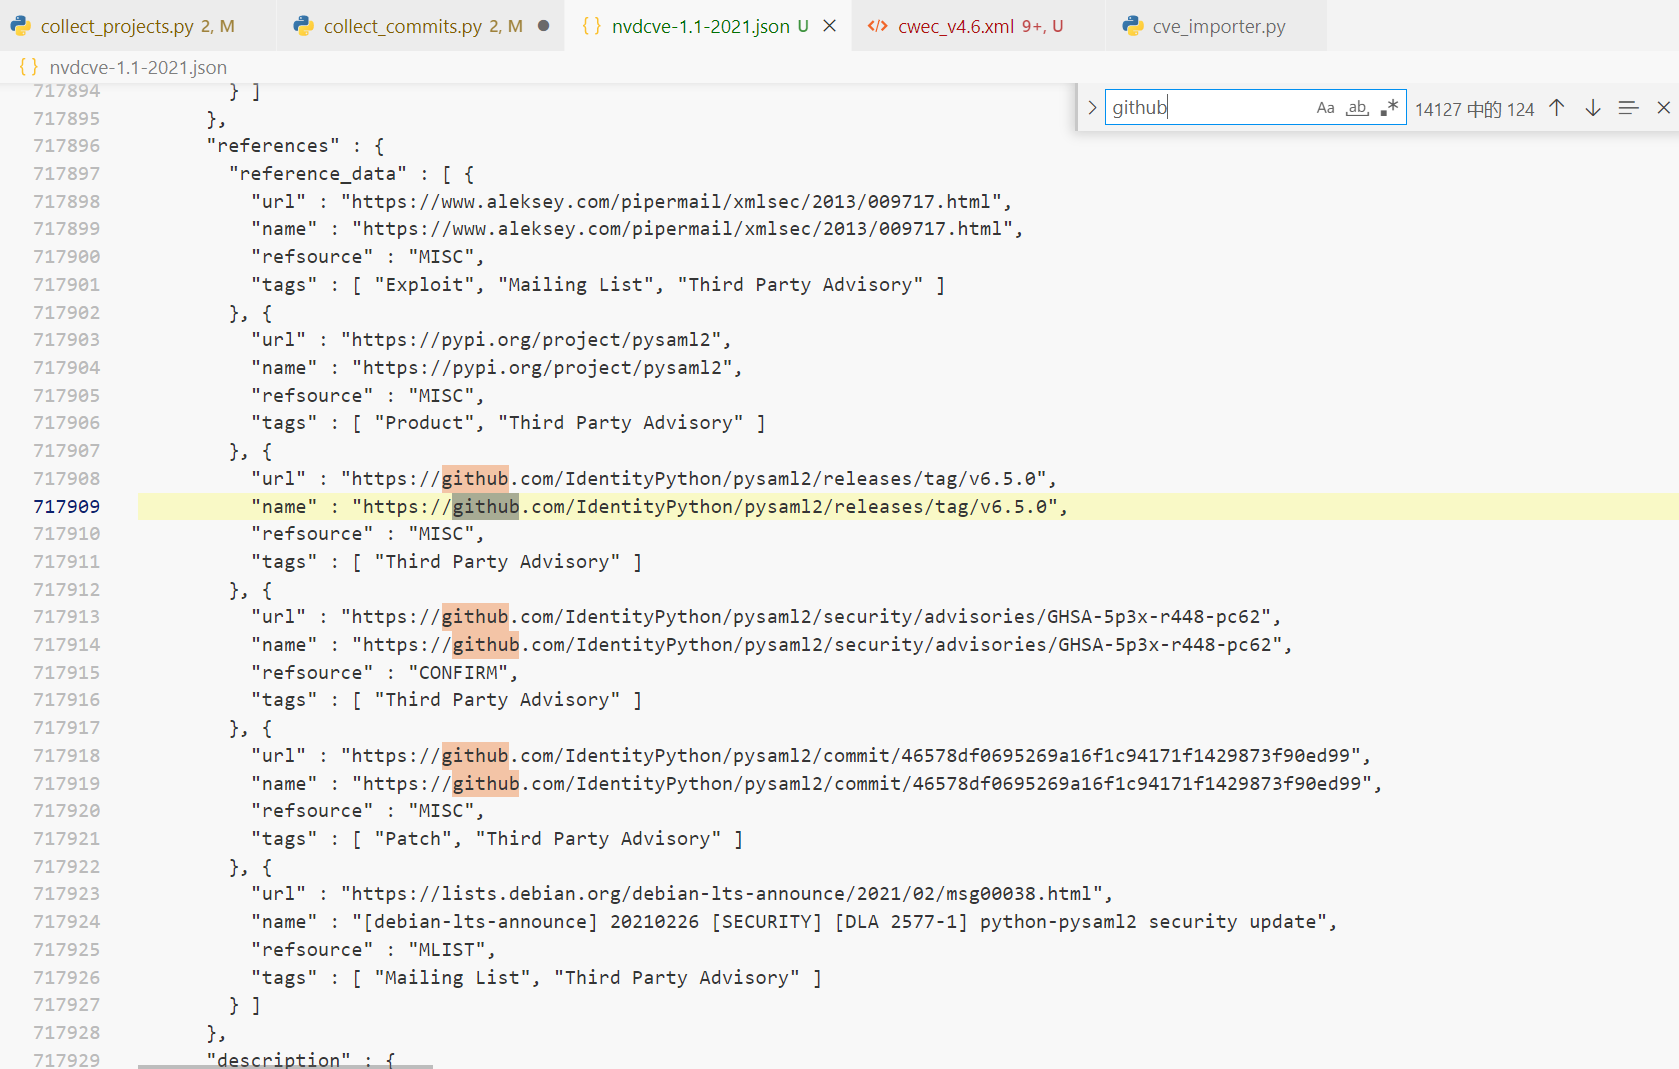 collect_projects.py 2, M
collect_commits.py 2, M
{ } nvdcve-1.1-2021.json U
</> cwec_v4.6.xml 9+, U
cve_importer.py
{ } nvdcve-1.1-2021.json
github Aa ab .* 14127 中的 124
717894 } ]
717895 },
717896 "references" : {
717897 "reference_data" : [ {
717898 "url" : "https://www.aleksey.com/pipermail/xmlsec/2013/009717.html",
717899 "name" : "https://www.aleksey.com/pipermail/xmlsec/2013/009717.html",
717900 "refsource" : "MISC",
717901 "tags" : [ "Exploit", "Mailing List", "Third Party Advisory" ]
717902 }, {
717903 "url" : "https://pypi.org/project/pysaml2",
717904 "name" : "https://pypi.org/project/pysaml2",
717905 "refsource" : "MISC",
717906 "tags" : [ "Product", "Third Party Advisory" ]
717907 }, {
717908 "url" : "https://github.com/IdentityPython/pysaml2/releases/tag/v6.5.0",
717909 "name" : "https://github.com/IdentityPython/pysaml2/releases/tag/v6.5.0",
717910 "refsource" : "MISC",
717911 "tags" : [ "Third Party Advisory" ]
717912 }, {
717913 "url" : "https://github.com/IdentityPython/pysaml2/security/advisories/GHSA-5p3x-r448-pc62",
717914 "name" : "https://github.com/IdentityPython/pysaml2/security/advisories/GHSA-5p3x-r448-pc62",
717915 "refsource" : "CONFIRM",
717916 "tags" : [ "Third Party Advisory" ]
717917 }, {
717918 "url" : "https://github.com/IdentityPython/pysaml2/commit/46578df0695269a16f1c94171f1429873f90ed99",
717919 "name" : "https://github.com/IdentityPython/pysaml2/commit/46578df0695269a16f1c94171f1429873f90ed99",
717920 "refsource" : "MISC",
717921 "tags" : [ "Patch", "Third Party Advisory" ]
717922 }, {
717923 "url" : "https://lists.debian.org/debian-lts-announce/2021/02/msg00038.html",
717924 "name" : "[debian-lts-announce] 20210226 [SECURITY] [DLA 2577-1] python-pysaml2 security update",
717925 "refsource" : "MLIST",
717926 "tags" : [ "Mailing List", "Third Party Advisory" ]
717927 } ]
717928 },
717929 "description" : {